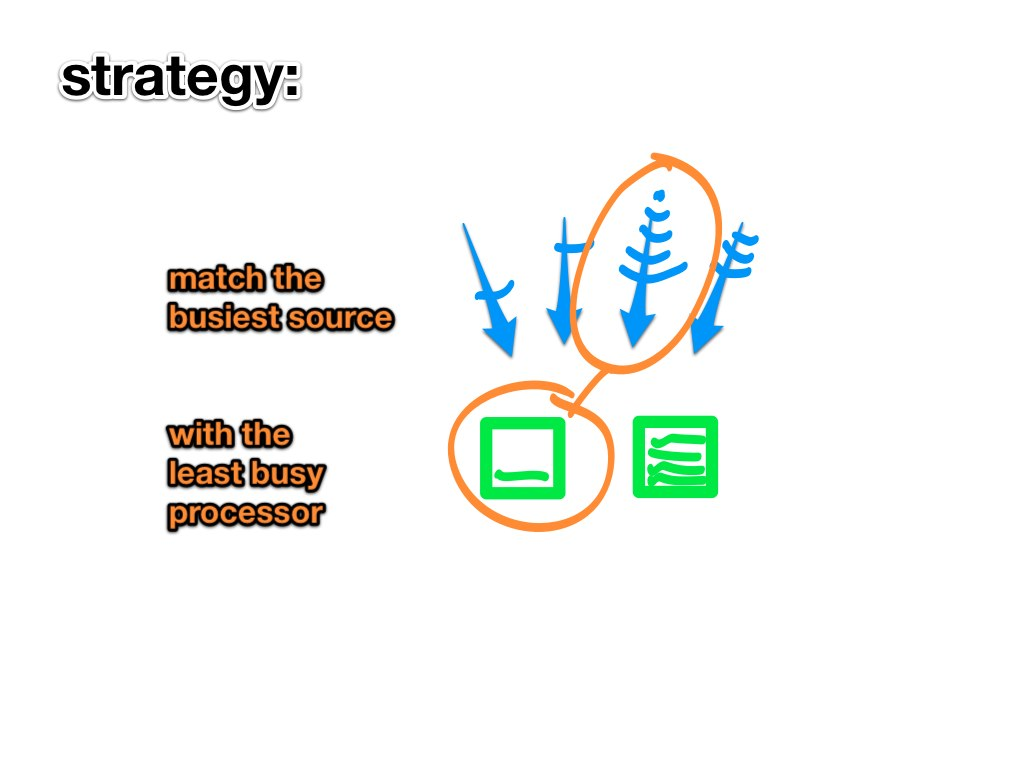 strategy:
match the
busiest source
with the
least busy
processor